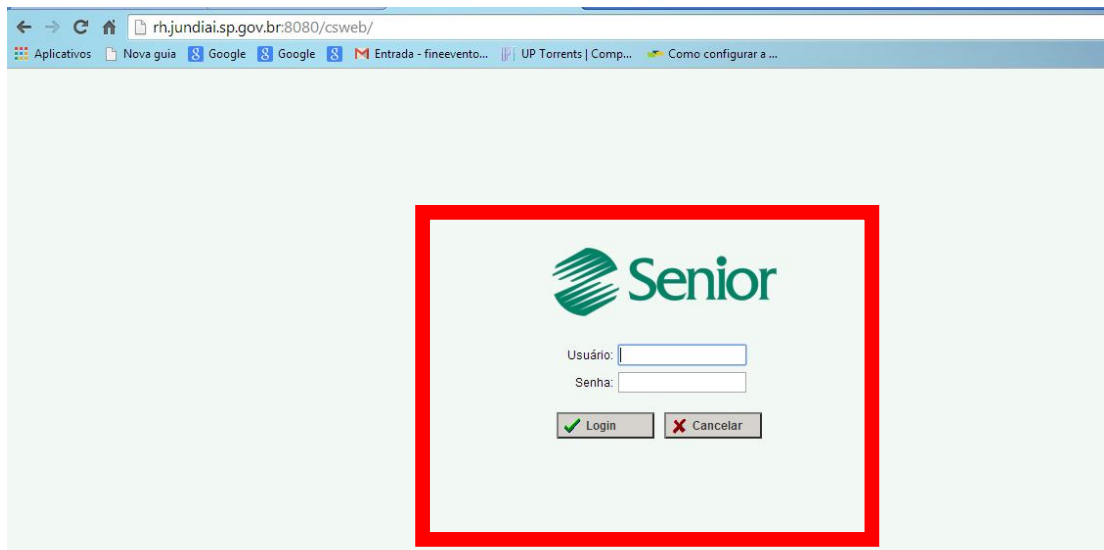 rh.jundiai.sp.gov.br:8080/csweb/
Aplicativos Nova guia Google Google Entrada - fineevento... UP Torrents | Comp... Como configurar a ...
Senior
Usuário:
Senha:
Login Cancelar